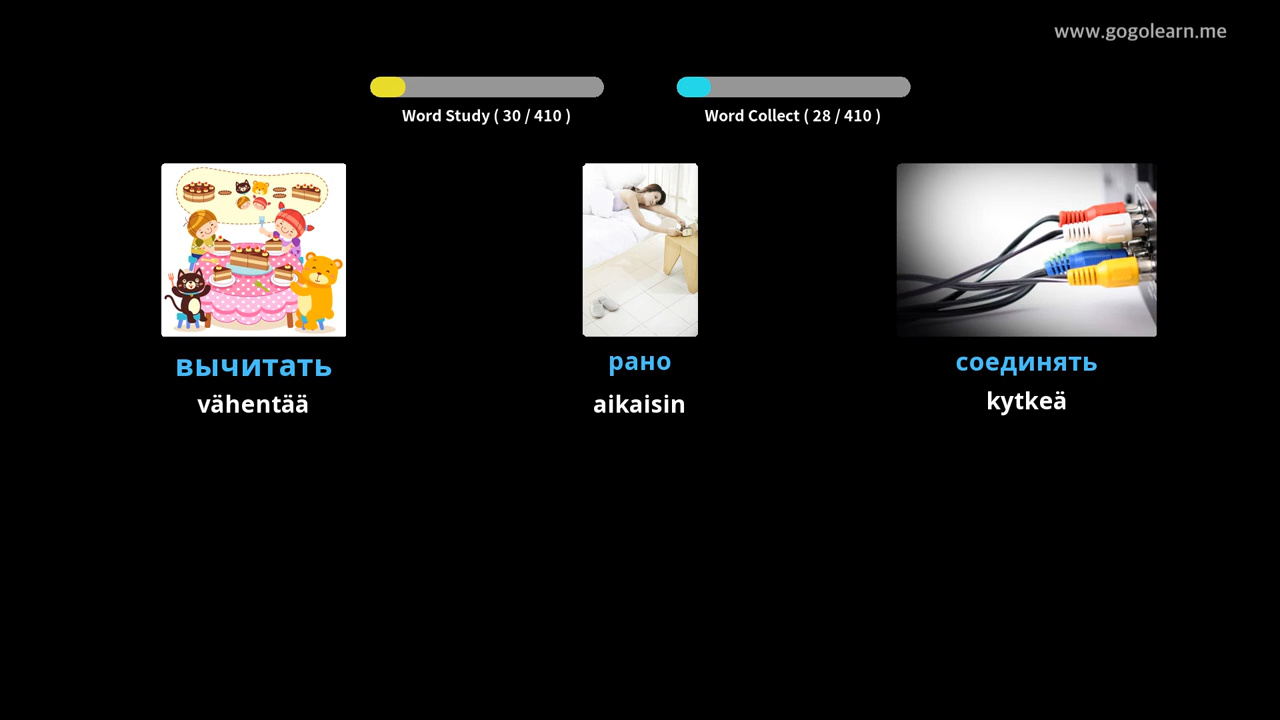 www.gogolearn.me
Word Study ( 30 / 410 )
Word Collect ( 28 / 410 )
вычитать
vähentää
рано
aikaisin
соединять
kytkeä